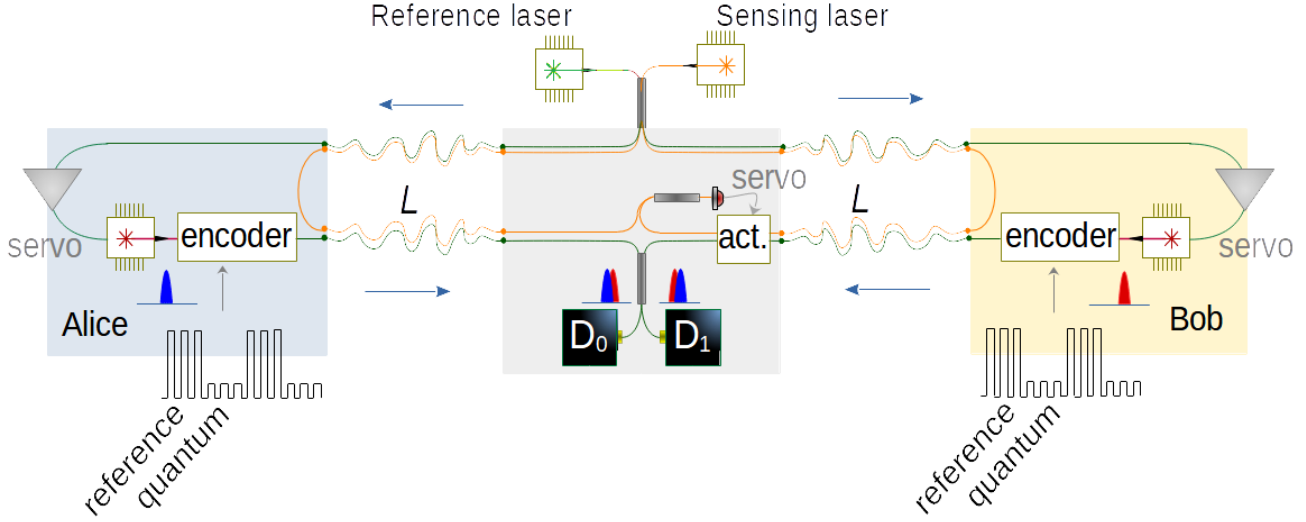 Reference laser
Sensing laser
servo
L
L
servo
encoder
act.
encoder
servo
Alice
D0
D1
Bob
reference
quantum
reference
quantum